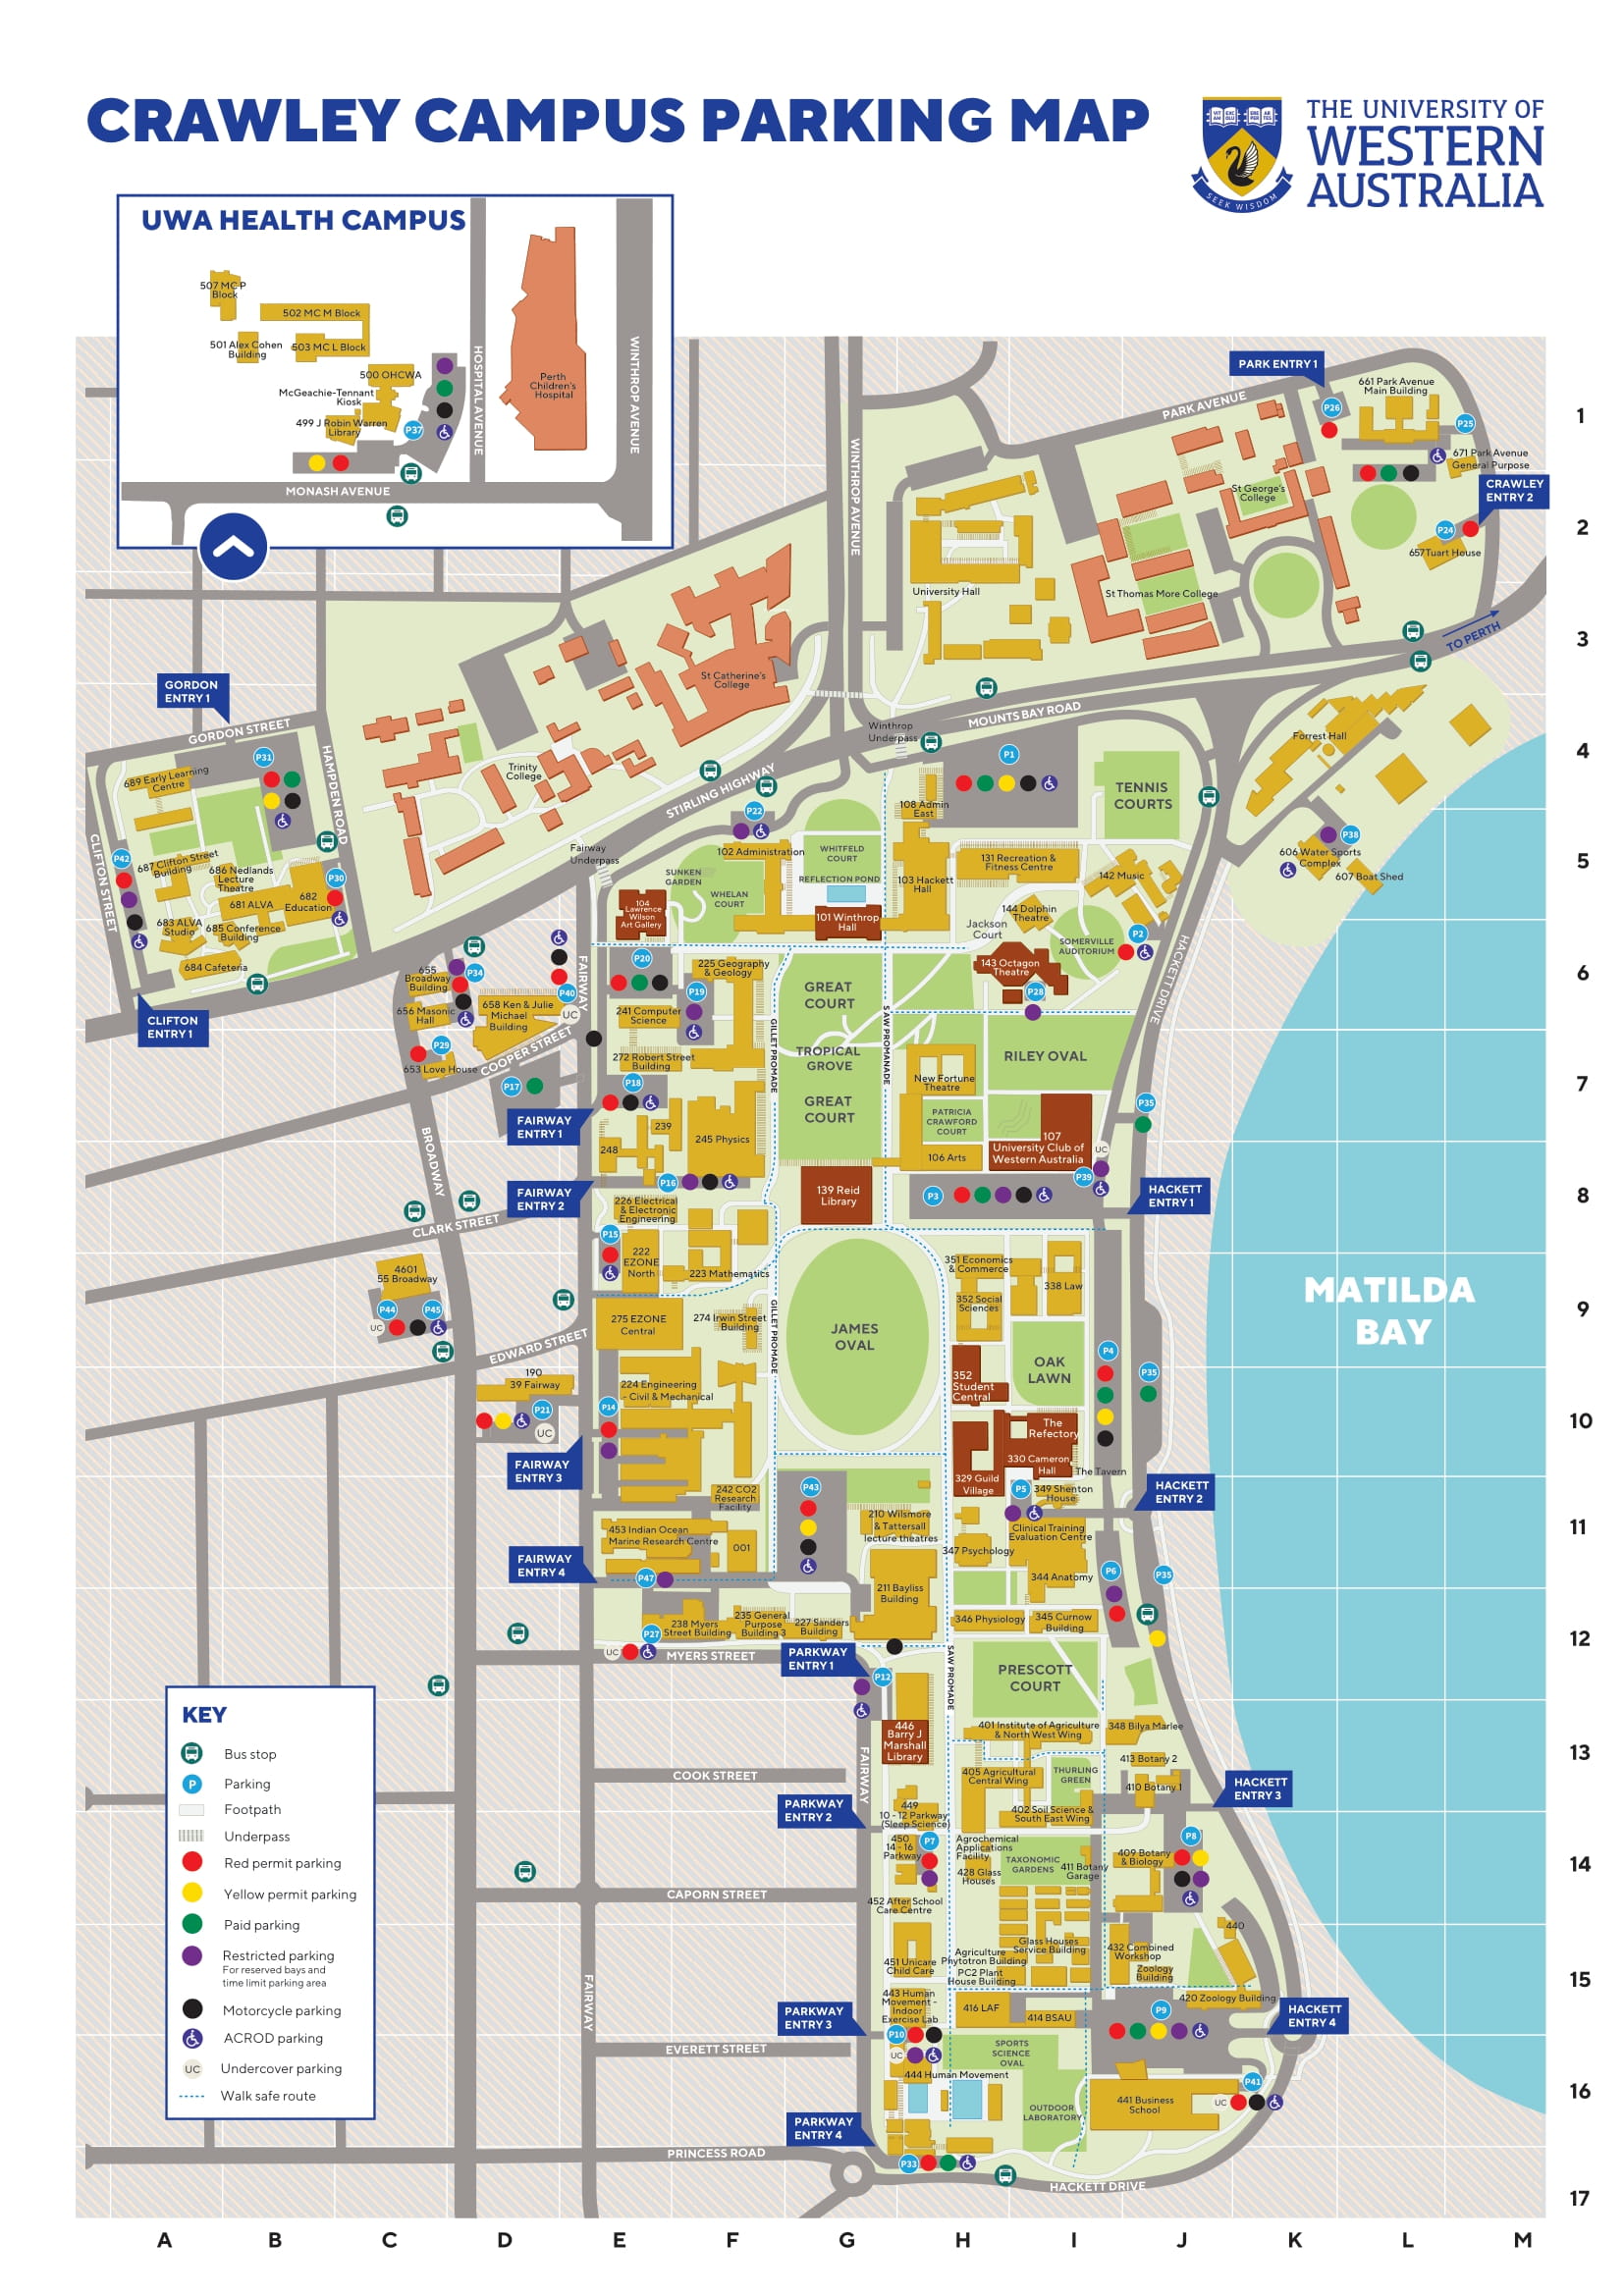 CRAWLEY CAMPUS PARKING MAP
THE UNIVERSITY OF
WESTERN
AUSTRALIA
SEEK WISDOM
UWA HEALTH CAMPUS
507 MC P
Block
502 MC M Block
501 Alex Cohen
Building
503 MC L Block
500 OHCWA
McGeachie-Tennant
Kiosk
499 J Robin Warren
Library
P37
MONASH AVENUE
HOSPITAL AVENUE
Perth
Children's
Hospital
WINTHROP AVENUE
WINTHROP AVENUE
PARK ENTRY 1
PARK AVENUE
P26
661 Park Avenue
Main Building
P25
671 Park Avenue
General Purpose
CRAWLEY
ENTRY 2
P24
657 Tuart House
St George's
College
University Hall
St Thomas More College
TO PERTH
1
2
3
St Catherine's
College
GORDON
ENTRY 1
GORDON STREET
HAMPDEN ROAD
Winthrop
Underpass
MOUNTS BAY ROAD
Forrest Hall
4
P31
689 Early Learning
Centre
Trinity
College
STIRLING HIGHWAY
P1
TENNIS
COURTS
108 Admin
East
P22
P38
606 Water Sports
Complex
607 Boat Shed
5
CLIFTON STREET
P42
687 Clifton Street
Building
686 Nedlands
Lecture
Theatre
P30
681 ALVA
682
Education
683 ALVA
Studio
685 Conference
Building
684 Cafeteria
Fairway
Underpass
102 Administration
WHITFELD
COURT
REFLECTION POND
SUNKEN
GARDEN
WHELAN
COURT
103 Hackett
Hall
131 Recreation &
Fitness Centre
142 Music
104
Lawrence
Wilson
Art Gallery
101 Winthrop
Hall
144 Dolphin
Theatre
Jackson
Court
SOMERVILLE
AUDITORIUM
P2
HACKETT DRIVE
143 Octagon
Theatre
P28
6
CLIFTON
ENTRY 1
655
Broadway
Building
P34
656 Masonic
Hall
658 Ken & Julie
Michael
Building
P40
UC
FAIRWAY
P20
225 Geography
& Geology
P19
241 Computer
Science
GREAT
COURT
P29
653 Love House
COOPER STREET
272 Robert Street
Building
GILLET PROMADE
TROPICAL
GROVE
SAW PROMANADE
RILEY OVAL
New Fortune
Theatre
7
P17
P18
GREAT
COURT
PATRICIA
CRAWFORD
COURT
P35
FAIRWAY
ENTRY 1
239
248
245 Physics
107
University Club of
Western Australia
UC
106 Arts
BROADWAY
P16
FAIRWAY
ENTRY 2
139 Reid
Library
P3
P39
HACKETT
ENTRY 1
8
226 Electrical
& Electronic
Engineering
CLARK STREET
P15
222
EZONE
North
223 Mathematics
351 Economics
& Commerce
338 Law
4601
55 Broadway
352 Social
Sciences
MATILDA
BAY
9
P44
P45
UC
275 EZONE
Central
274 Irwin Street
Building
GILLET PROMADE
JAMES
OVAL
EDWARD STREET
OAK
LAWN
P4
P35
190
39 Fairway
224 Engineering
- Civil & Mechanical
352
Student
Central
P21
UC
P14
The
Refectory
10
FAIRWAY
ENTRY 3
330 Cameron
Hall
329 Guild
Village
The Tavern
242 CO2
Research
Facility
P43
P5
349 Shenton
House
HACKETT
ENTRY 2
453 Indian Ocean
Marine Research Centre
001
210 Wilsmore
& Tattersall
lecture theatres
Clinical Training
Evaluation Centre
11
347 Psychology
FAIRWAY
ENTRY 4
P47
344 Anatomy
P6
P35
211 Bayliss
Building
238 Myers
Street Building
235 General
Purpose
Building 3
227 Sanders
Building
346 Physiology
345 Curnow
Building
P27
UC
MYERS STREET
12
PARKWAY
ENTRY 1
P12
SAW PROMADE
PRESCOTT
COURT
446
Barry J
Marshall
Library
401 Institute of Agriculture
& North West Wing
348 Bilya Marlee
413 Botany 2
13
COOK STREET
FAIRWAY
405 Agricultural
Central Wing
THURLING
GREEN
410 Botany 1
HACKETT
ENTRY 3
PARKWAY
ENTRY 2
449
10 - 12 Parkway
(Sleep Science)
402 Soil Science &
South East Wing
450
14 - 16
Parkway
P7
Agrochemical
Applications
Facility
P8
428 Glass
Houses
TAXONOMIC
GARDENS
411 Botany
Garage
409 Botany
& Biology
14
CAPORN STREET
452 After School
Care Centre
440
451 Unicare
Child Care
Agriculture
Phytotron Building
Glass Houses
Service Building
432 Combined
Workshop
PC2 Plant
House Building
Zoology
Building
15
FAIRWAY
443 Human
Movement -
Indoor
Exercise Lab
416 LAF
414 BSAU
420 Zoology Building
P9
PARKWAY
ENTRY 3
HACKETT
ENTRY 4
P10
UC
EVERETT STREET
SPORTS
SCIENCE
OVAL
444 Human Movement
P41
OUTDOOR
LABORATORY
441 Business
School
UC
16
PARKWAY
ENTRY 4
PRINCESS ROAD
P33
HACKETT DRIVE
17
KEY
Bus stop
P
Parking
Footpath
Underpass
Red permit parking
Yellow permit parking
Paid parking
Restricted parking
For reserved bays and
time limit parking area
Motorcycle parking
ACROD parking
UC
Undercover parking
Walk safe route
A
B
C
D
E
F
G
H
I
J
K
L
M